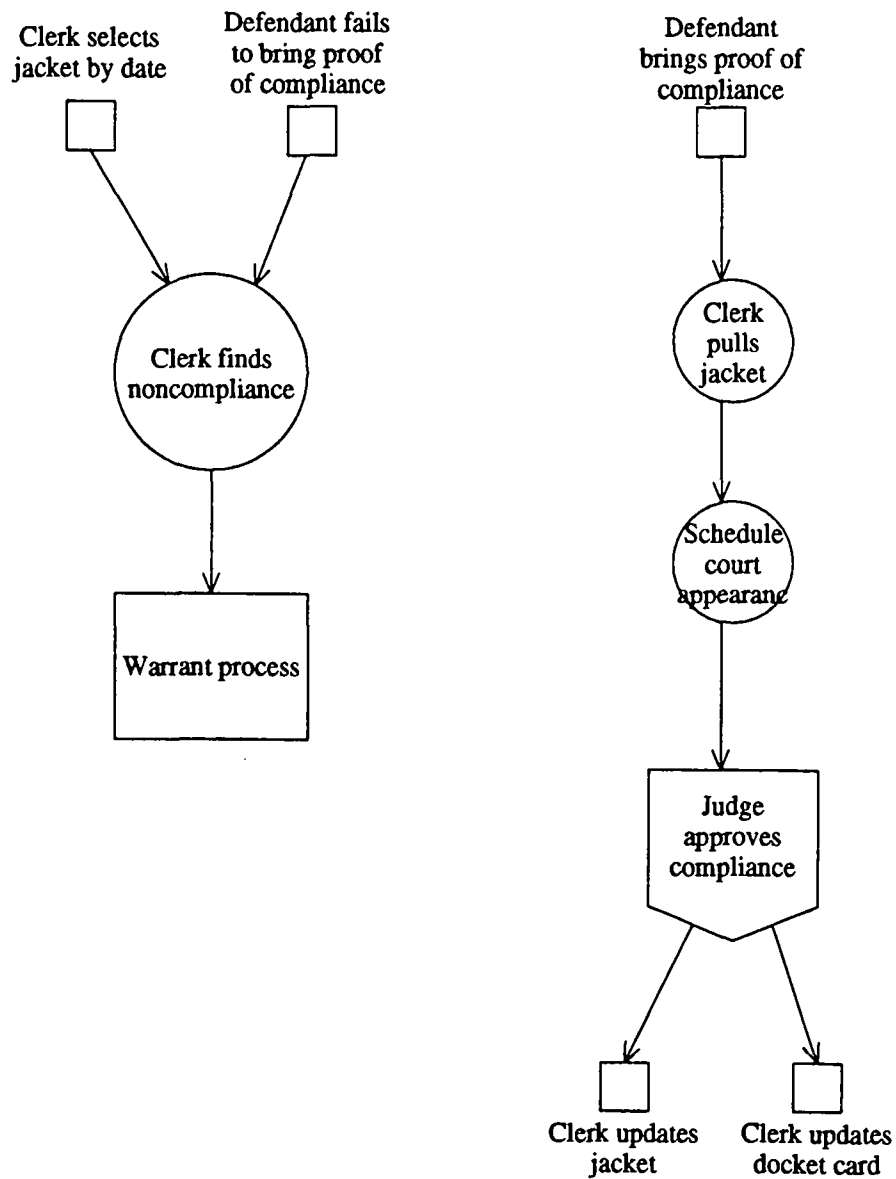 Clerk selects
jacket by date
Defendant fails
to bring proof
of compliance
Clerk finds
noncompliance
Warrant process
Defendant
brings proof of
compliance
Clerk
pulls
jacket
Schedule
court
appearanc
Judge
approves
compliance
Clerk updates
jacket
Clerk updates
docket card